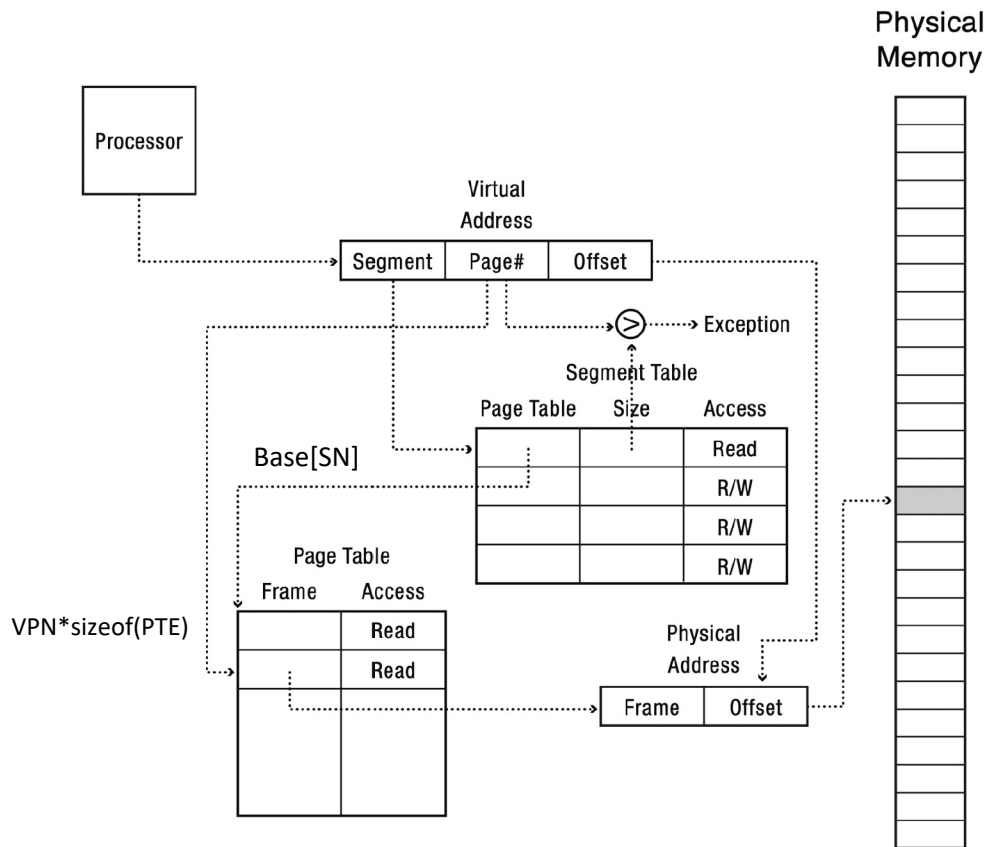 Physical
Memory
Processor
Virtual
Address
Segment Page# Offset
> Exception
Segment Table
Page Table Size Access
Base[SN]
Read
R/W
R/W
R/W
Page Table
Frame Access
VPN*sizeof(PTE)
Read
Read
Physical
Address
Frame Offset